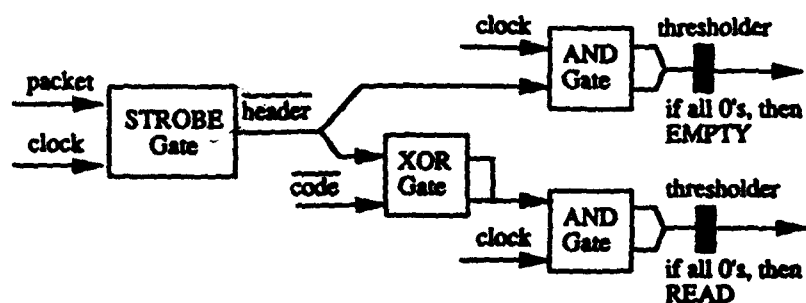 packet
clock
STROBE
Gate
header
clock
AND
Gate
thresholder
if all 0's, then
EMPTY
code
XOR
Gate
clock
AND
Gate
thresholder
if all 0's, then
READ